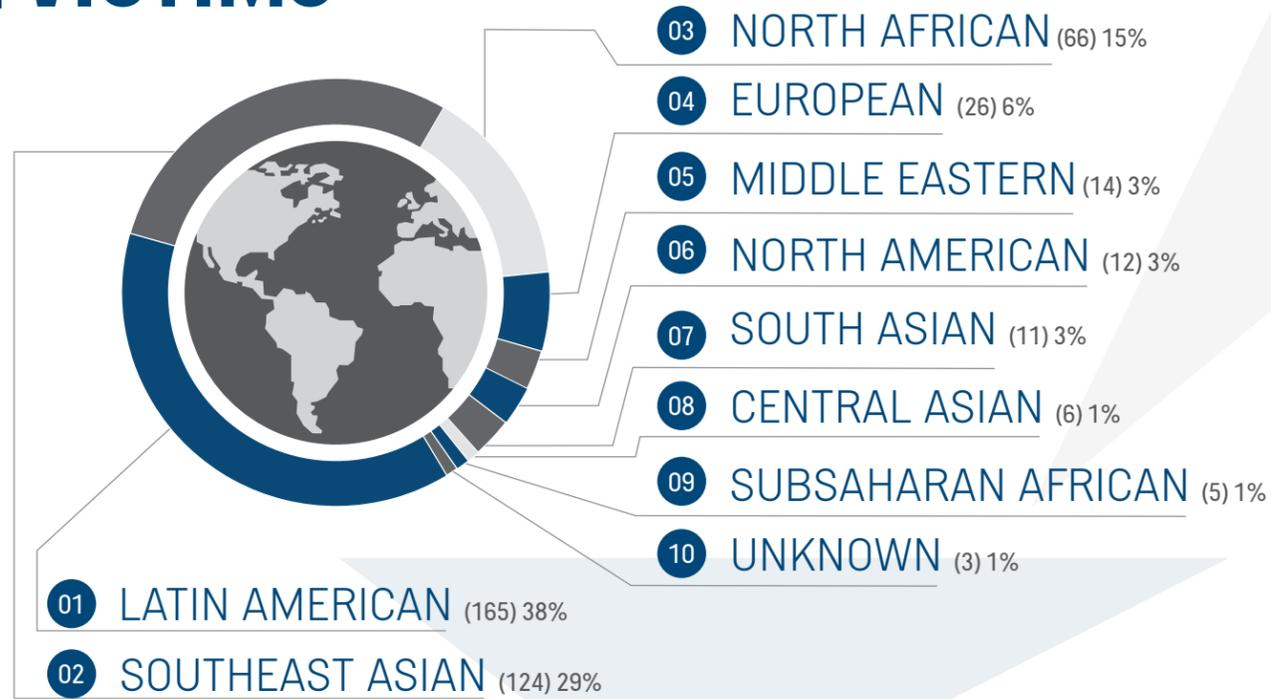 VICTIMS
03 NORTH AFRICAN (66) 15%
04 EUROPEAN (26) 6%
05 MIDDLE EASTERN (14) 3%
06 NORTH AMERICAN (12) 3%
07 SOUTH ASIAN (11) 3%
08 CENTRAL ASIAN (6) 1%
09 SUBSAHARAN AFRICAN (5) 1%
10 UNKNOWN (3) 1%
01 LATIN AMERICAN (165) 38%
02 SOUTHEAST ASIAN (124) 29%